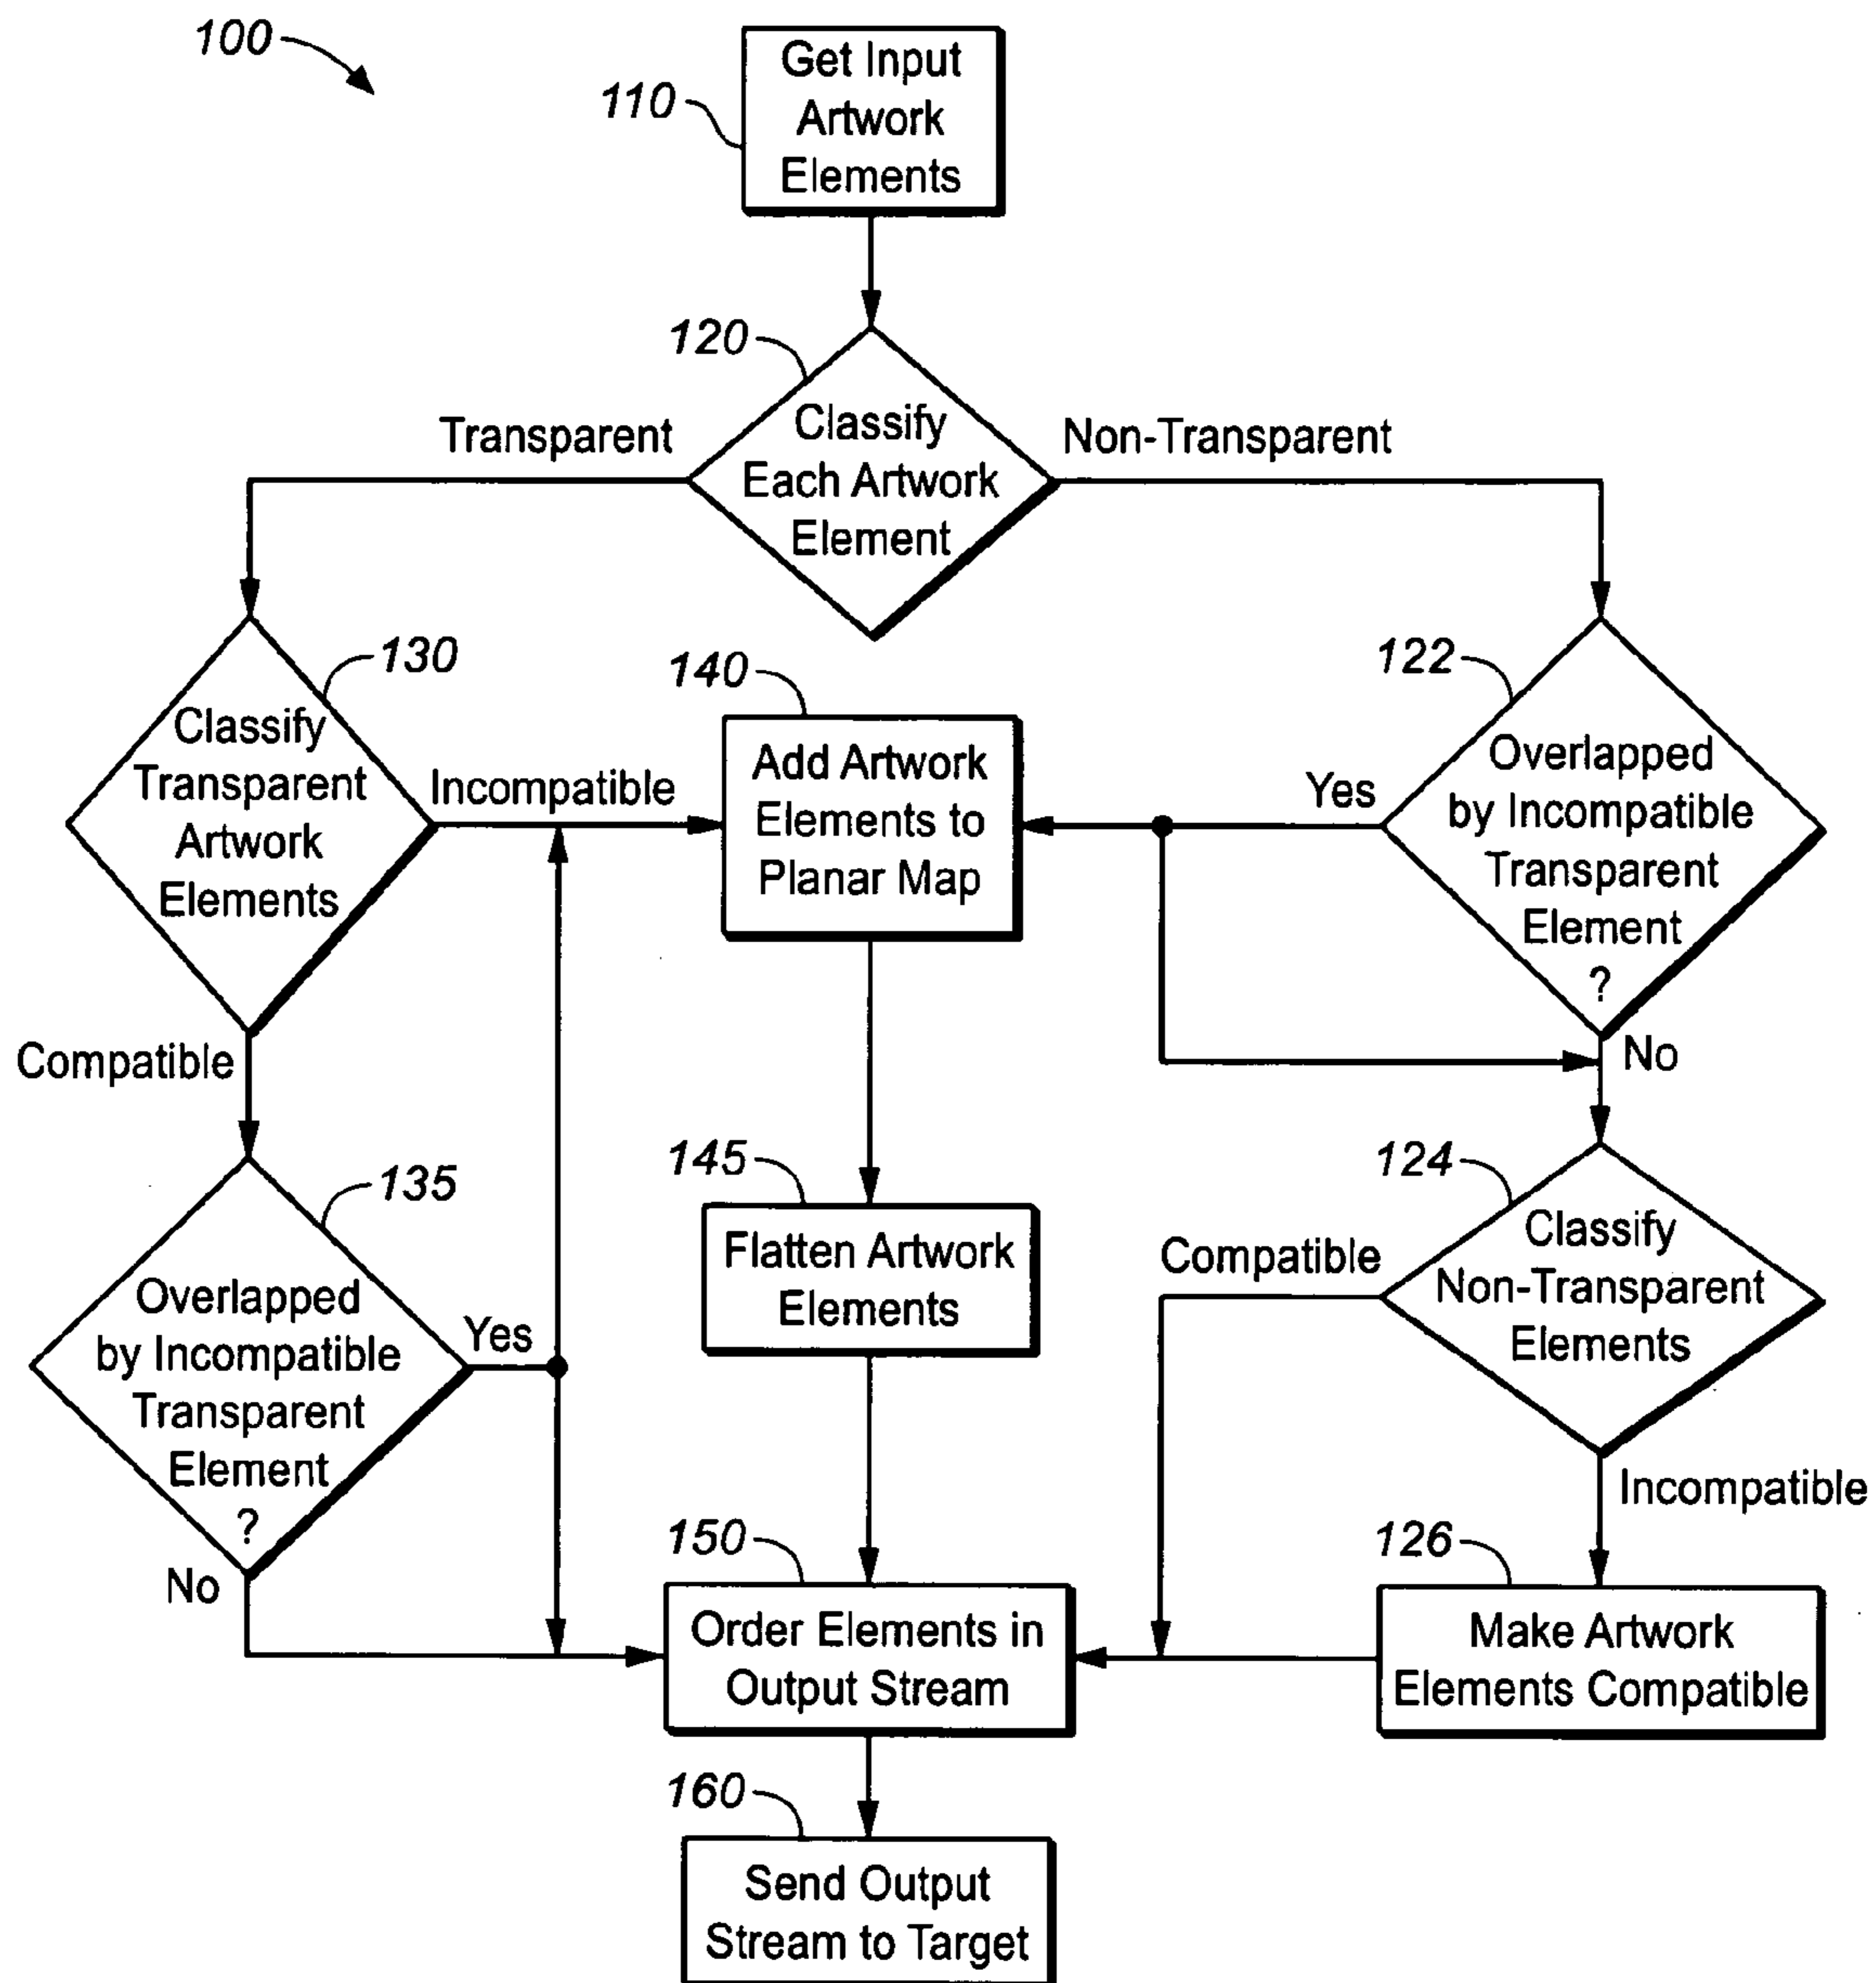 100
110
Get Input
Artwork
Elements
120
Classify
Each Artwork
Element
Transparent
Non-Transparent
130
Classify
Transparent
Artwork
Elements
Incompatible
Compatible
140
Add Artwork
Elements to
Planar Map
122
Overlapped
by Incompatible
Transparent
Element
?
Yes
No
135
Overlapped
by Incompatible
Transparent
Element
?
Yes
No
145
Flatten Artwork
Elements
124
Classify
Non-Transparent
Elements
Compatible
Incompatible
126
Make Artwork
Elements Compatible
150
Order Elements in
Output Stream
160
Send Output
Stream to Target